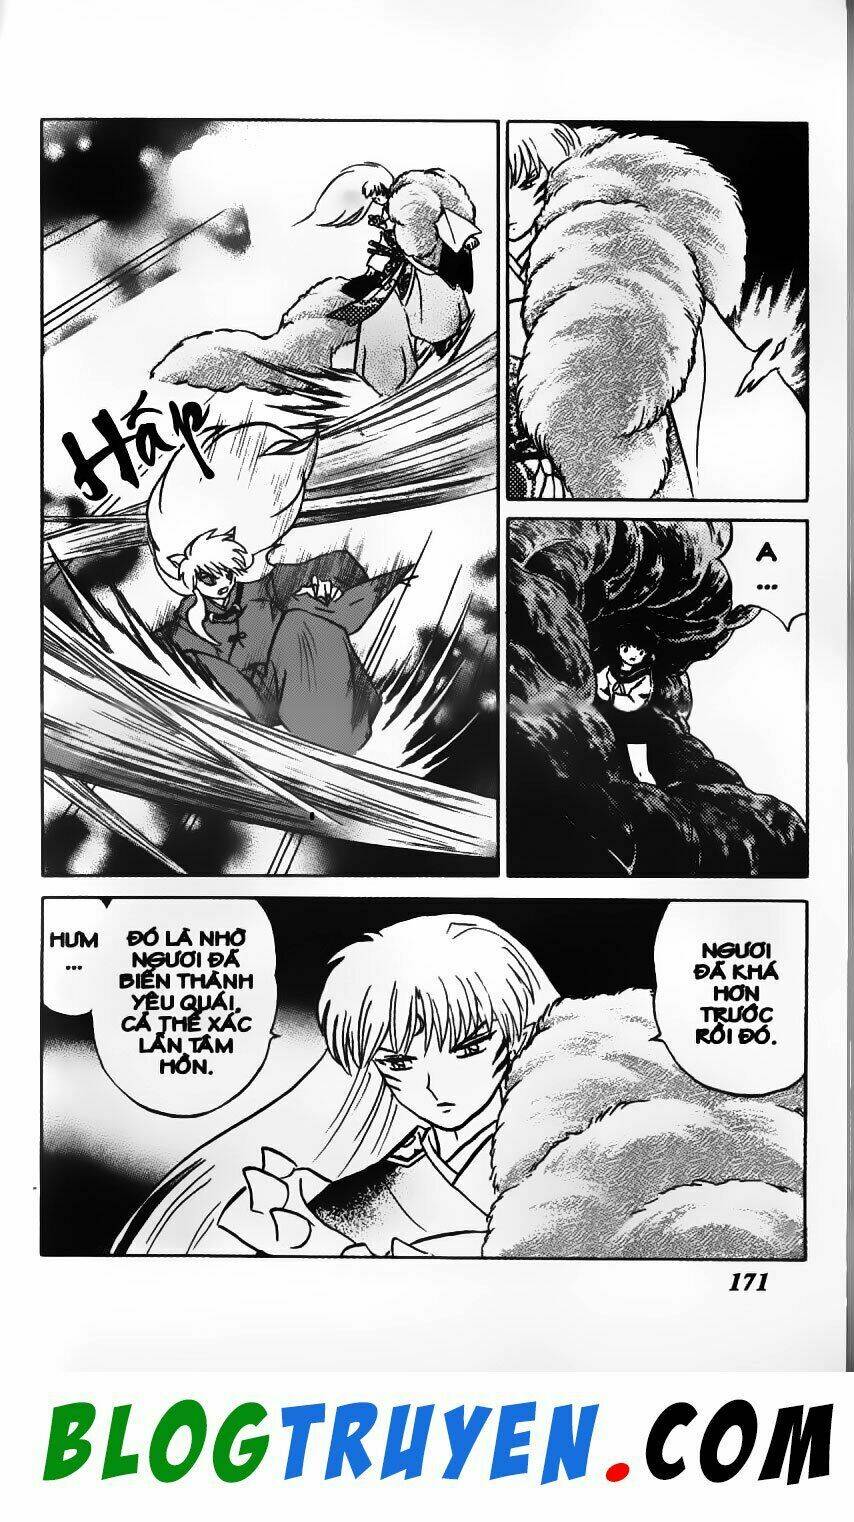 Hấp
A
...
NGƯƠI
ĐÃ KHÁ
HƠN
TRƯỚC
RỒI ĐÓ.
ĐÓ LÀ NHỜ
NGƯƠI ĐÃ
BIẾN THÀNH
YÊU QUÁI,
CẢ THỂ XÁC
LẪN TÂM
HỒN.
HƯM
...
171
BLOGTRUYEN.COM